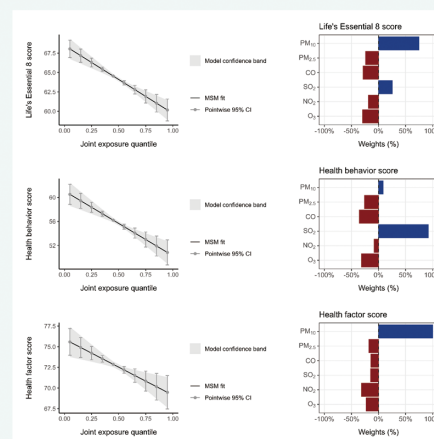 Life's Essential 8 score
67.5
65.0
62.5
60.0
0.00 0.25 0.50 0.75 1.00
Joint exposure quantile
Model confidence band
MSM fit
Pointwise 95% CI
Life's Essential 8 score
PM10
PM2.5
CO
SO2
NO2
O3
-100% -50% 0% 50% 100%
Weights (%)
Health behavior score
60
56
52
0.00 0.25 0.50 0.75 1.00
Joint exposure quantile
Model confidence band
MSM fit
Pointwise 95% CI
Health behavior score
PM10
PM2.5
CO
SO2
NO2
O3
-100% -50% 0% 50% 100%
Weights (%)
Health factor score
77.5
75.0
72.5
70.0
67.5
0.00 0.25 0.50 0.75 1.00
Joint exposure quantile
Model confidence band
MSM fit
Pointwise 95% CI
Health factor score
PM10
PM2.5
CO
SO2
NO2
O3
-100% -50% 0% 50% 100%
Weights (%)